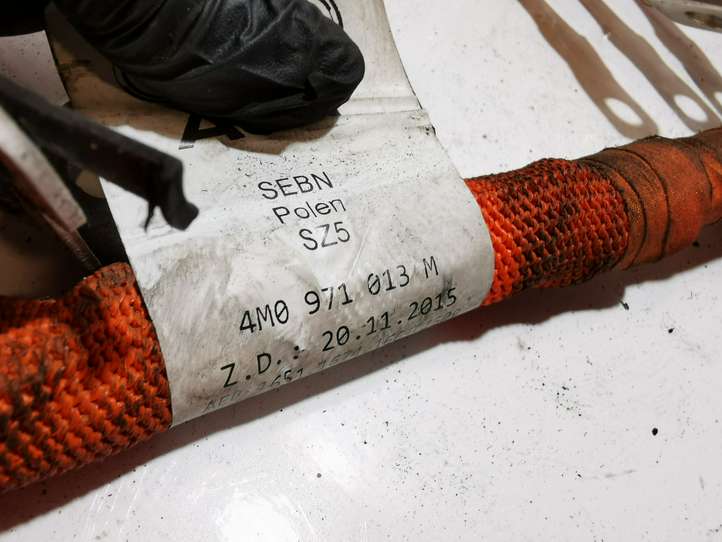 A
SEBN
Polen
SZ5
4M0 971 013 M
Z.D.: 20.11.2015